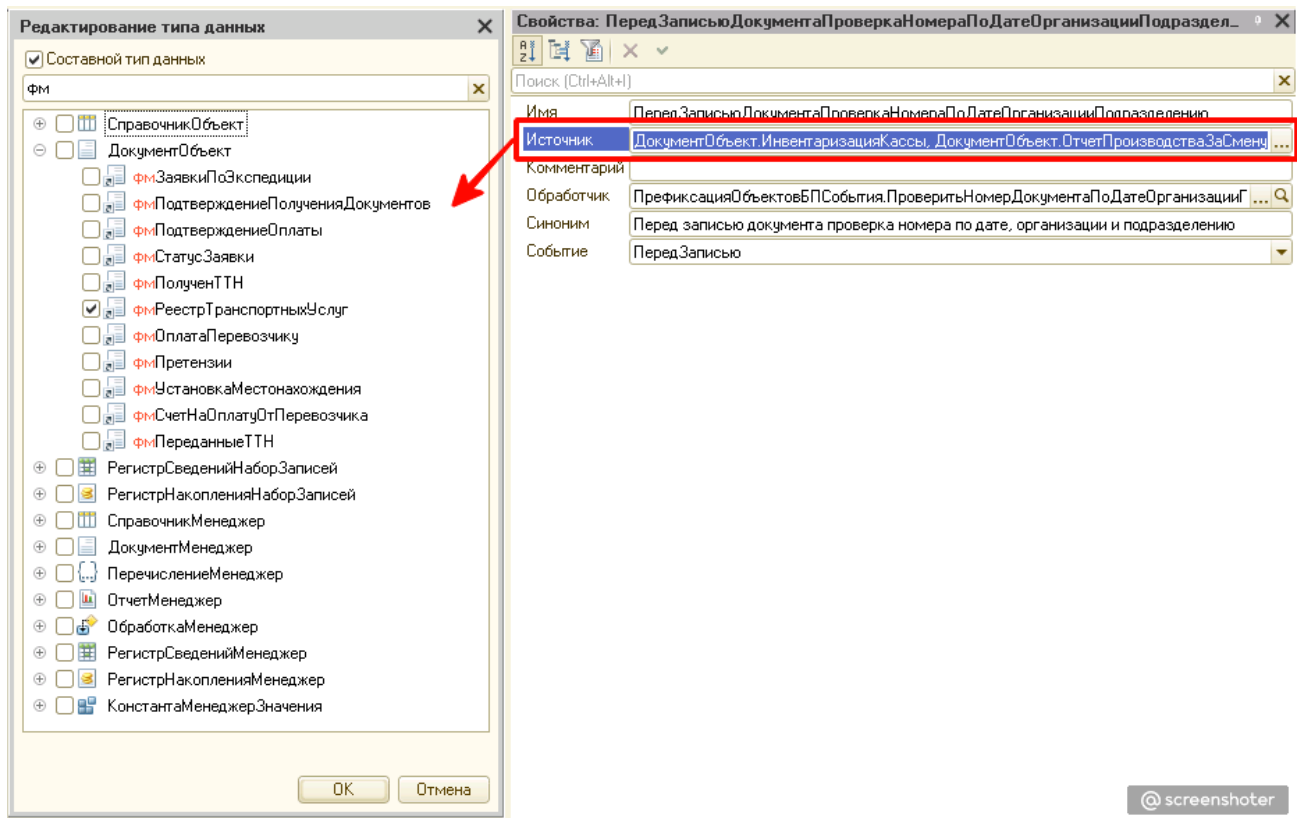 Редактирование типа данных
Составной тип данных
фм
СправочникОбъект
ДокументОбъект
фмЗаявкиПоЭкспедиции
фмПодтверждениеПолученияДокументов
фмПодтверждениеОплаты
фмСтатусЗаявки
фмПолученТТН
фмРеестрТранспортныхУслуг
фмОплатаПеревозчику
фмПретензии
фмУстановкаМестонахождения
фмСчетНаОплатуОтПеревозчика
фмПереданныеТТН
РегистрСведенийНаборЗаписей
РегистрНакопленияНаборЗаписей
СправочникМенеджер
ДокументМенеджер
ПеречислениеМенеджер
ОтчетМенеджер
ОбработкаМенеджер
РегистрСведенийМенеджер
РегистрНакопленияМенеджер
КонстантаМенеджерЗначения
ОК
Отмена
Свойства: ПередЗаписьюДокументаПроверкаНомераПоДатеОрганизацииПодраздел...
Поиск (Ctrl+Alt+I)
Имя ПередЗаписьюДокументаПроверкаНомераПоДатеОрганизацииПодразделению
Источник ДокументОбъект.ИнвентаризацияКассы, ДокументОбъект.ОтчетПроизводстваЗаСмену ...
Комментарий
Обработчик ПрефиксацияОбъектовБПСобытия.ПроверитьНомерДокументаПоДатеОрганизацииГ ...
Синоним Перед записью документа проверка номера по дате, организации и подразделению
Событие ПередЗаписью
@screenshoter